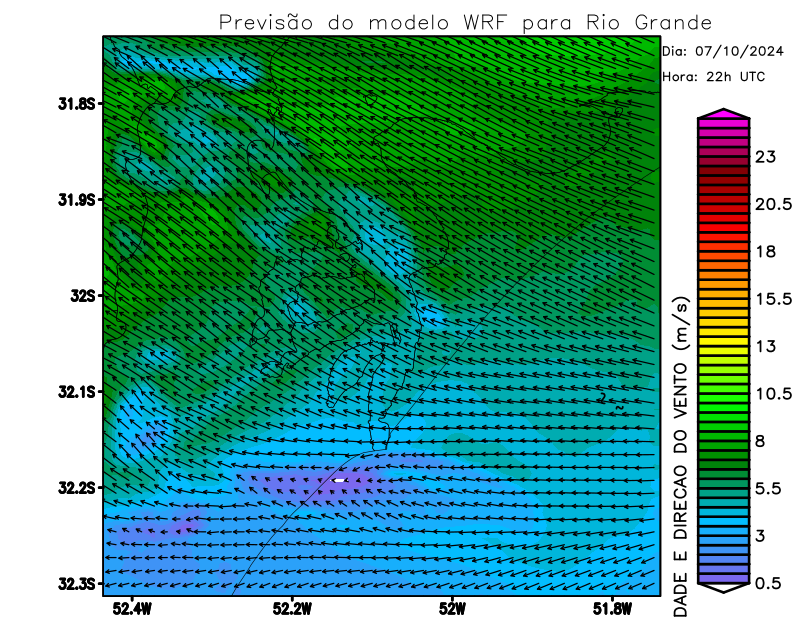 Previsão do modelo WRF para Rio Grande
Dia: 07/10/2024
Hora: 22h UTC
31.8S
31.9S
32S
32.1S
32.2S
32.3S
52.4W
52.2W
52W
51.8W
DADE E DIRECAO DO VENTO (m/s)
23
20.5
18
15.5
13
10.5
8
5.5
3
0.5